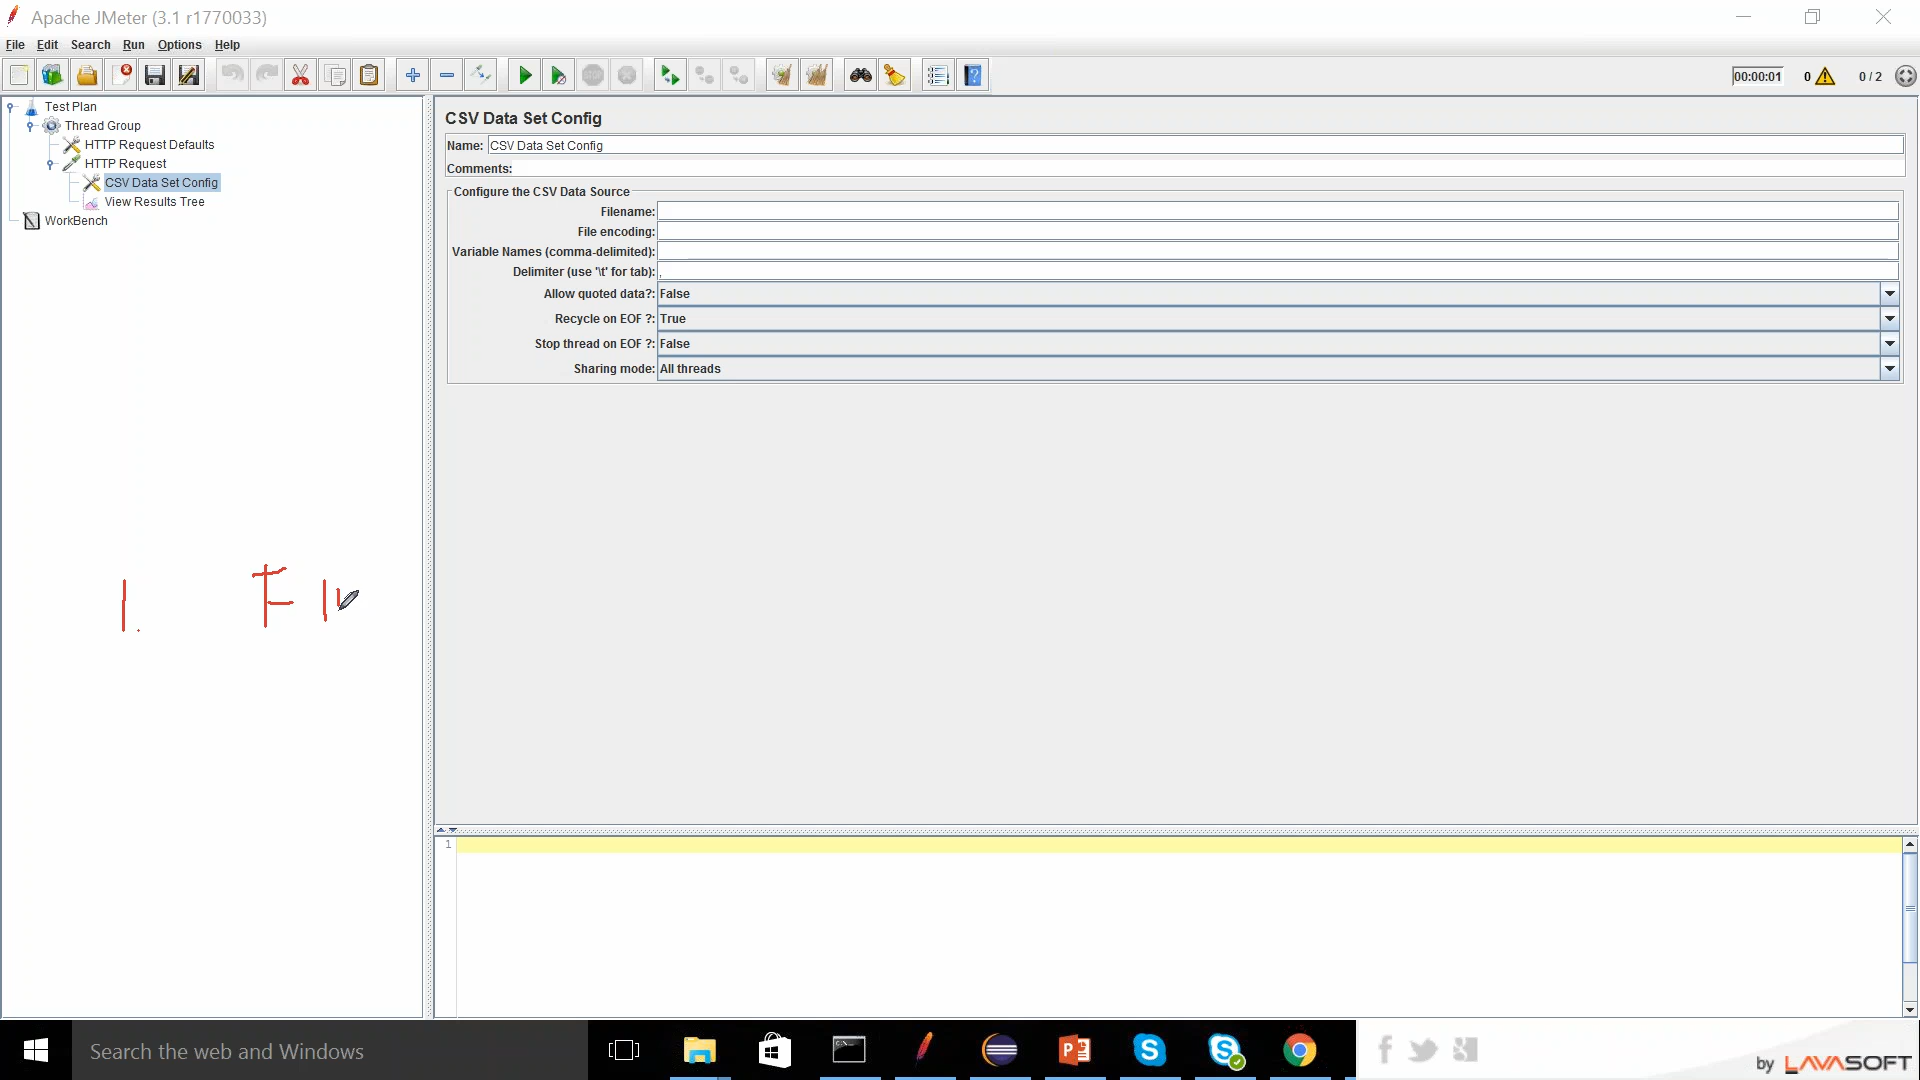 Apache JMeter (3.1 r1770033)
File Edit Search Run Options Help
00:00:01 0 0 / 2
Test Plan
Thread Group
HTTP Request Defaults
HTTP Request
CSV Data Set Config
View Results Tree
WorkBench
CSV Data Set Config
Name: CSV Data Set Config
Comments:
Configure the CSV Data Source
Filename:
File encoding:
Variable Names (comma-delimited):
Delimiter (use '\t' for tab): ,
Allow quoted data?: False
Recycle on EOF ?: True
Stop thread on EOF ?: False
Sharing mode: All threads
1.
1
Search the web and Windows
by LAVASOFT